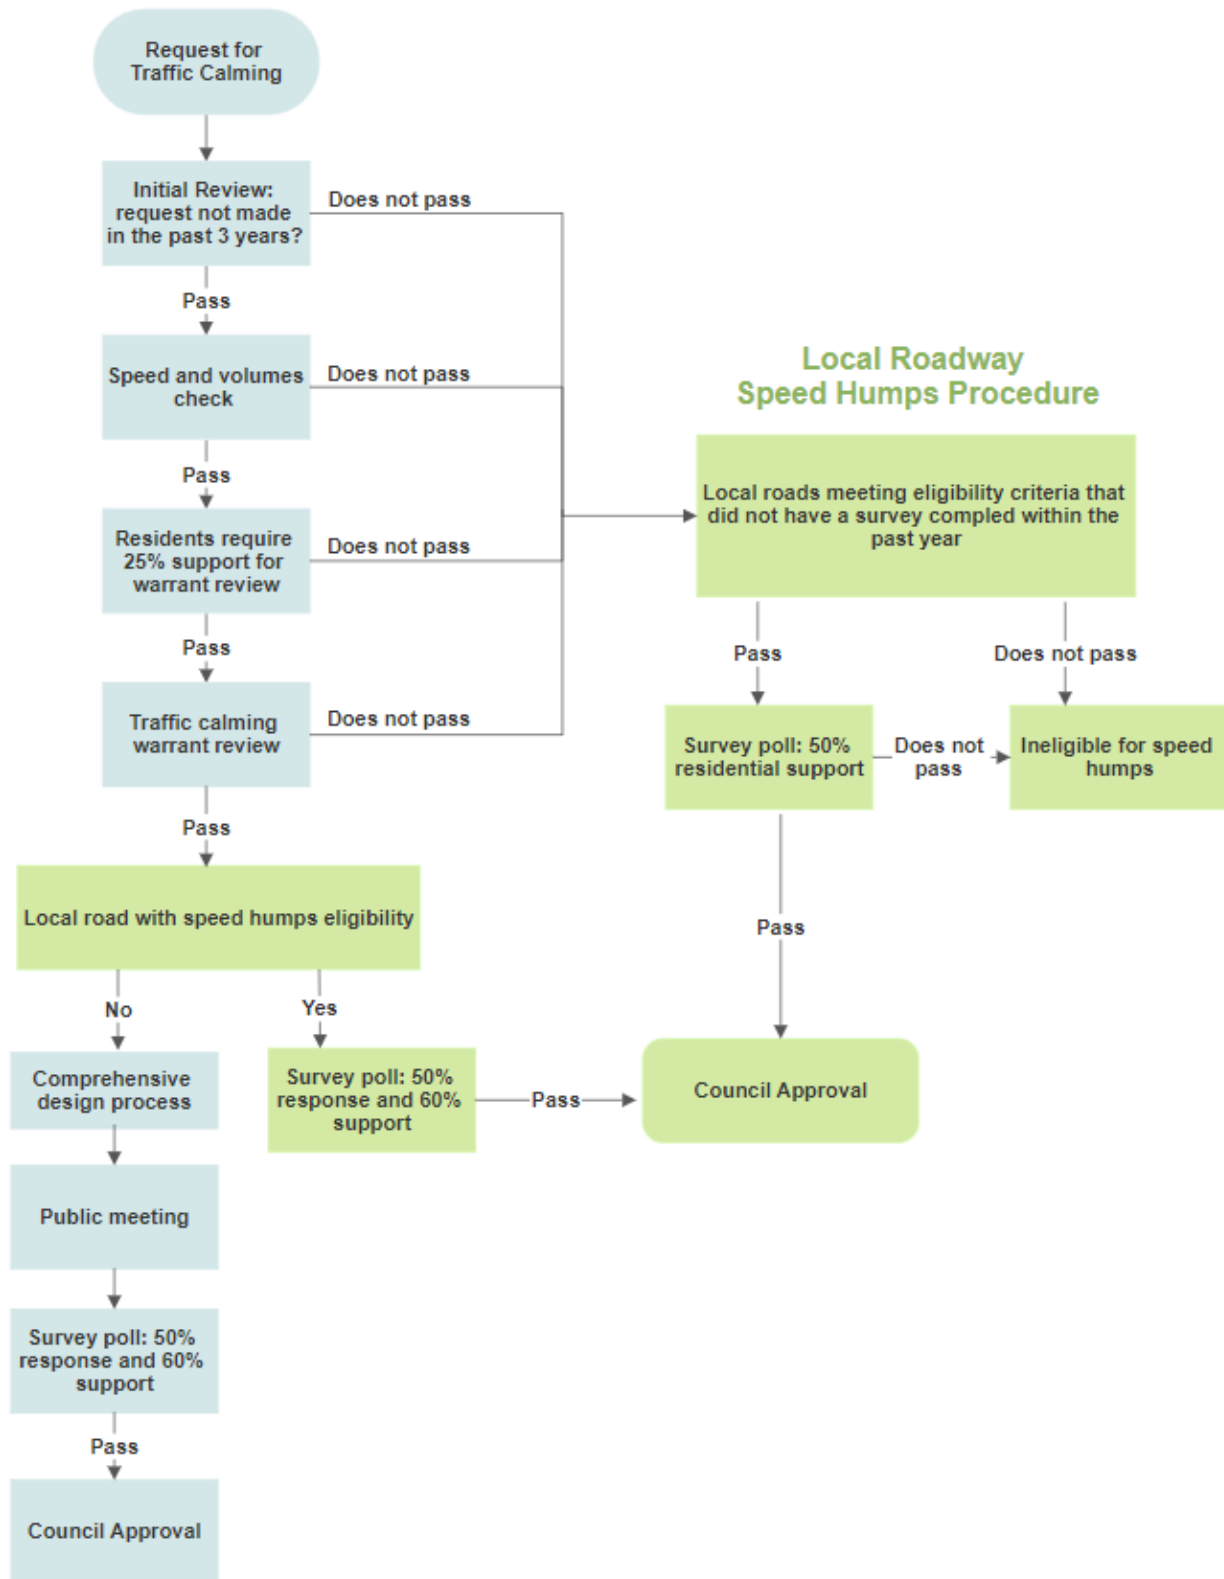 Request for
Traffic Calming
Initial Review:
request not made
in the past 3 years?
Does not pass
Pass
Speed and volumes
check
Does not pass
Pass
Residents require
25% support for
warrant review
Does not pass
Pass
Traffic calming
warrant review
Does not pass
Pass
Local road with speed humps eligibility
No
Yes
Comprehensive
design process
Public meeting
Survey poll: 50%
response and 60%
support
Pass
Council Approval
Survey poll: 50%
response and 60%
support
Pass
Local Roadway
Speed Humps Procedure
Local roads meeting eligibility criteria that
did not have a survey compled within the
past year
Pass
Does not pass
Survey poll: 50%
residential support
Does not
pass
Ineligible for speed
humps
Pass
Council Approval